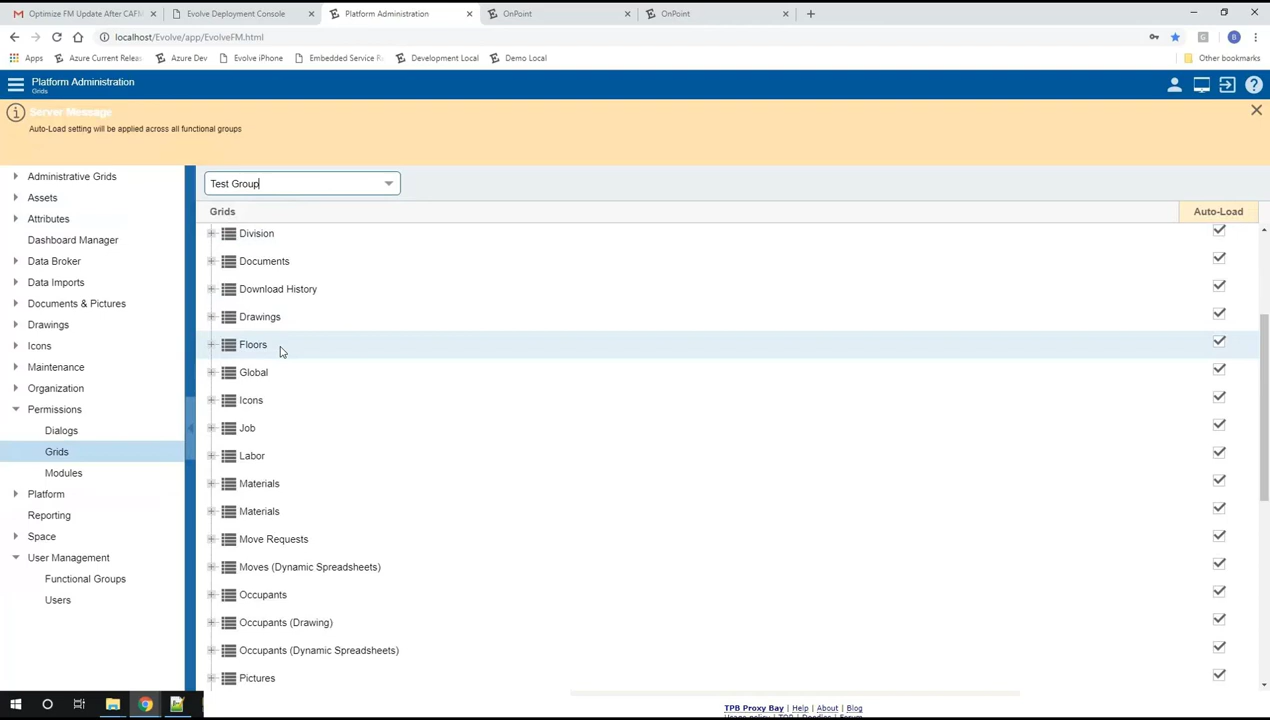 Optimize FM Update After CAFM
Evolve Deployment Console
Platform Administration
OnPoint
OnPoint
localhost/Evolve/app/EvolveFM.html
B
Apps
Azure Current Releas
Azure Dev
Evolve iPhone
Embedded Service R
Development Local
Demo Local
Other bookmarks
Platform Administration
Grids
Server Message
Auto-Load setting will be applied across all functional groups
Administrative Grids
Assets
Attributes
Dashboard Manager
Data Broker
Data Imports
Documents & Pictures
Drawings
Icons
Maintenance
Organization
Permissions
Dialogs
Grids
Modules
Platform
Reporting
Space
User Management
Functional Groups
Users
Test Group
Grids Auto-Load
Division
Documents
Download History
Drawings
Floors
Global
Icons
Job
Labor
Materials
Materials
Move Requests
Moves (Dynamic Spreadsheets)
Occupants
Occupants (Drawing)
Occupants (Dynamic Spreadsheets)
Pictures
TPB Proxy Bay | Help | About | Blog